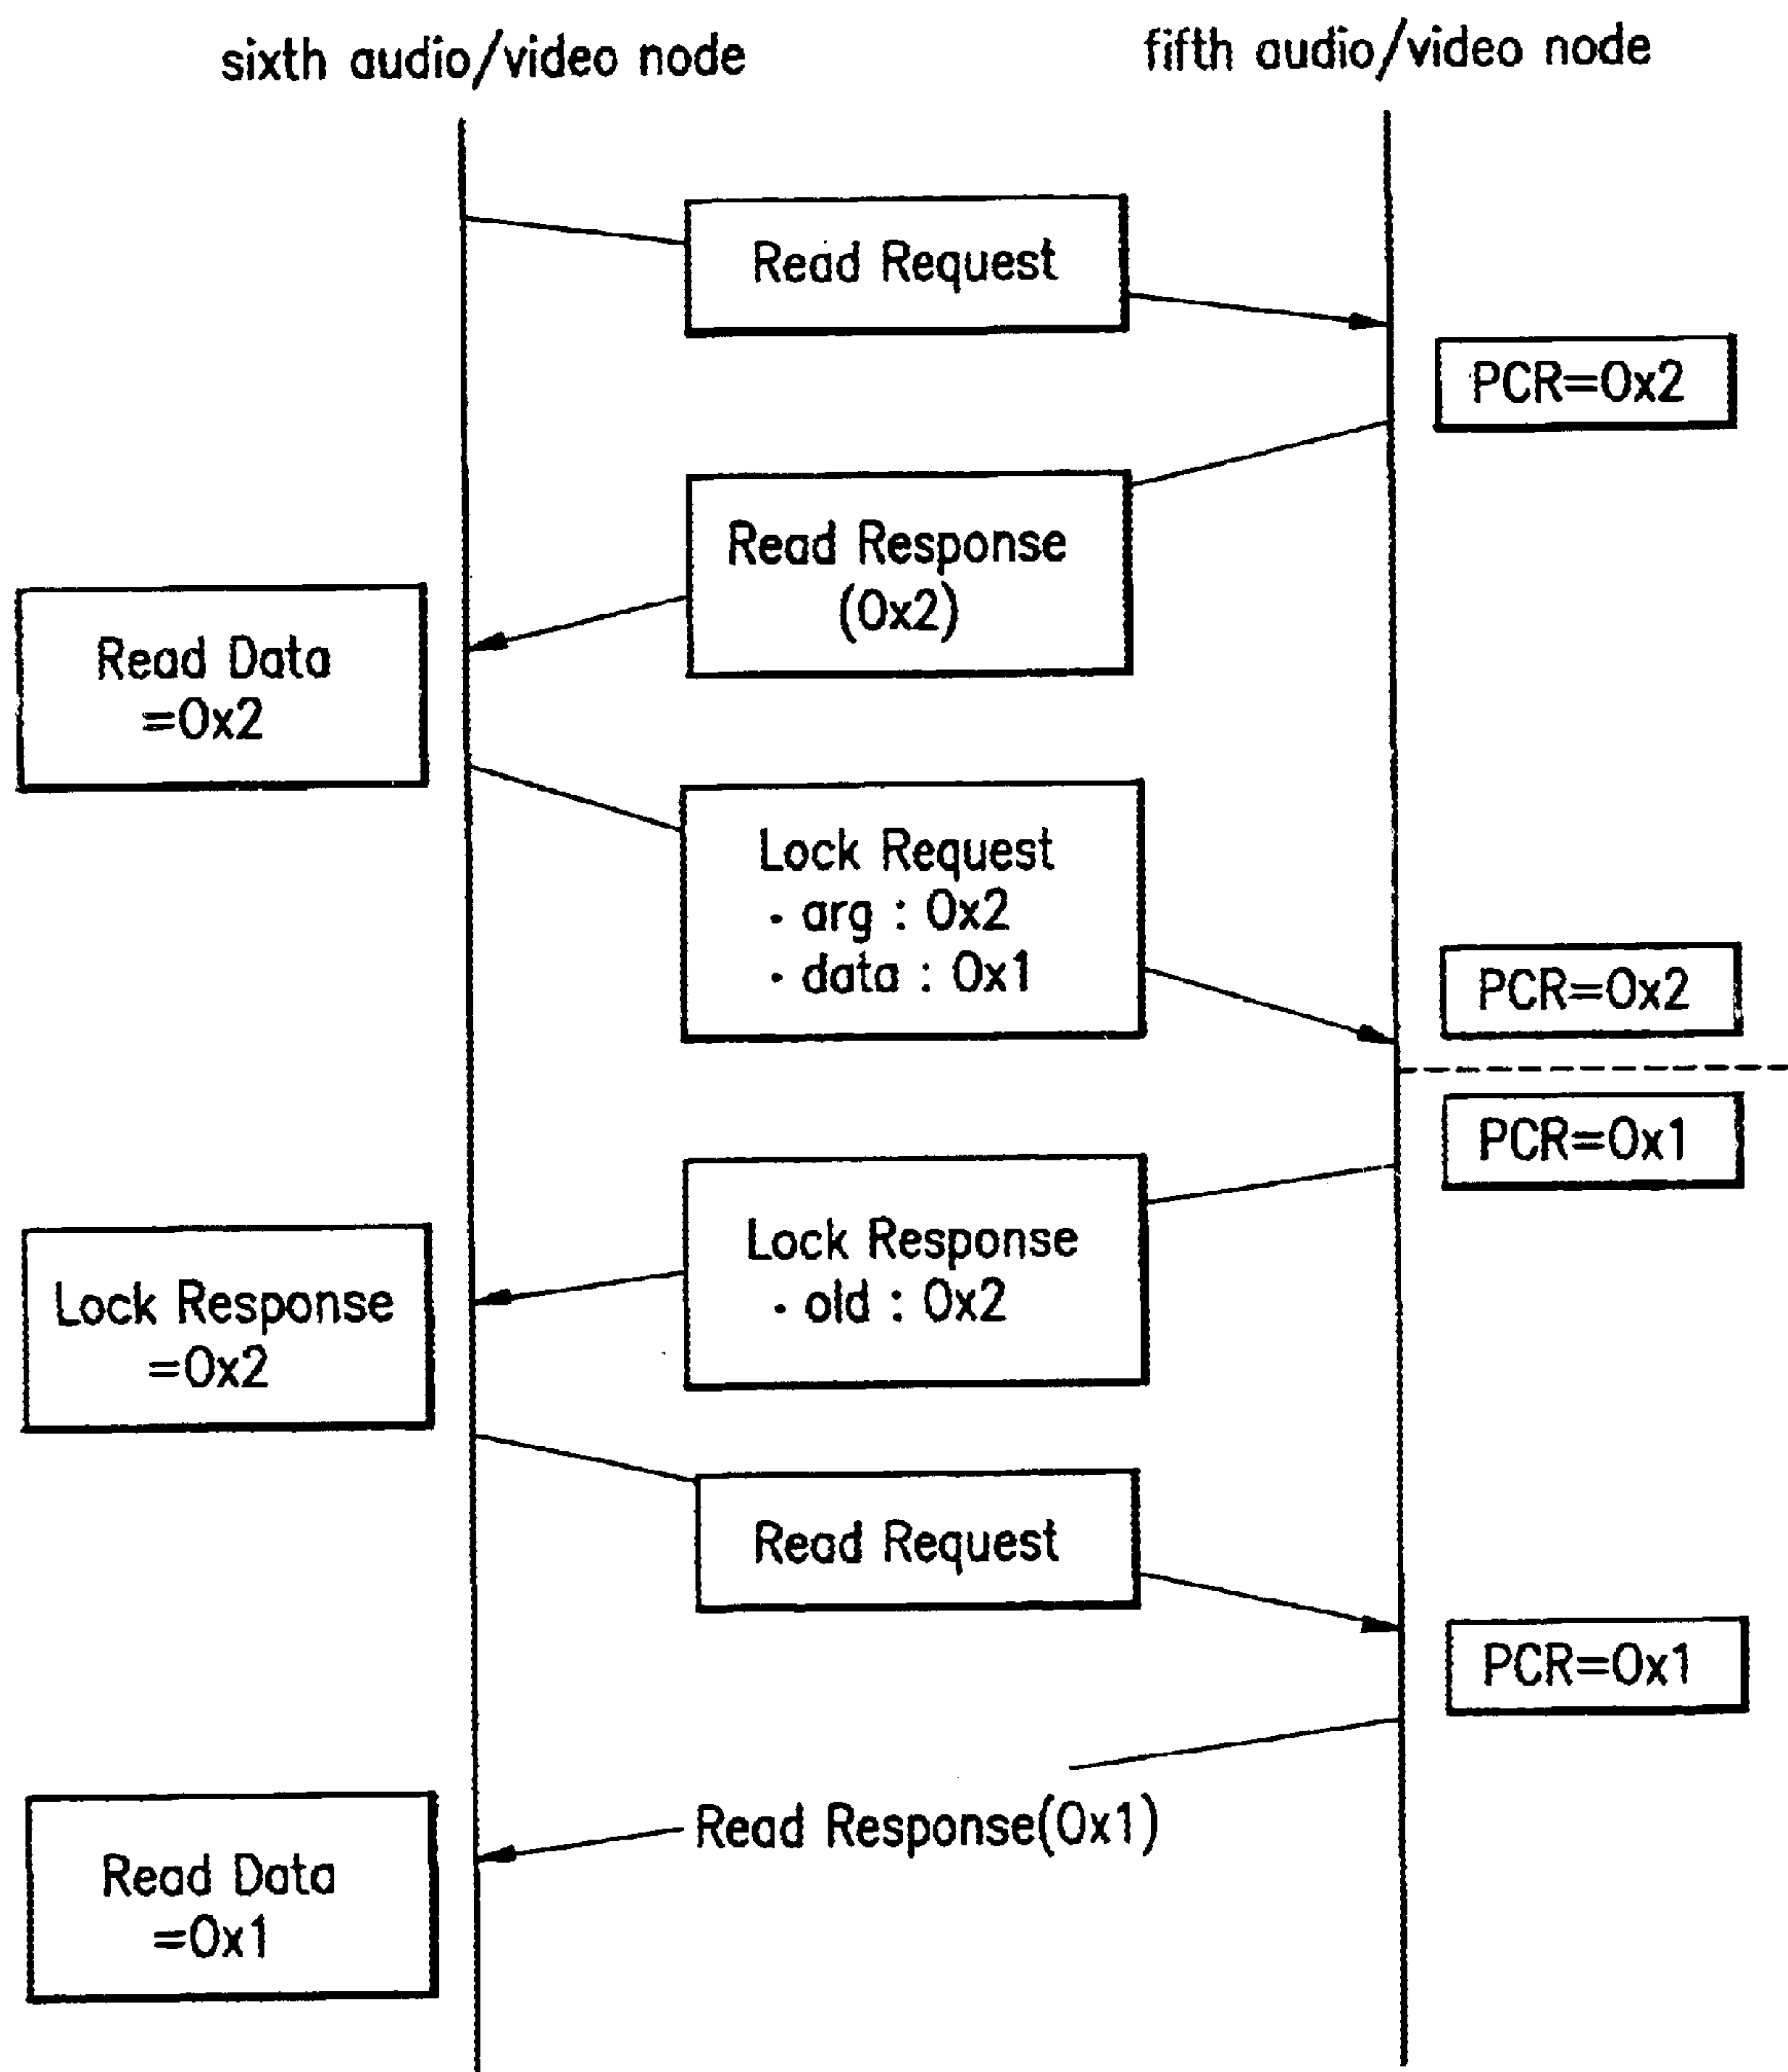 sixth audio/video node
fifth audio/video node
Read Request
PCR=0x2
Read Response
(0x2)
Read Data
=0x2
Lock Request
· arg : 0x2
· data : 0x1
PCR=0x2
PCR=0x1
Lock Response
· old : 0x2
Lock Response
=0x2
Read Request
PCR=0x1
Read Response(0x1)
Read Data
=0x1